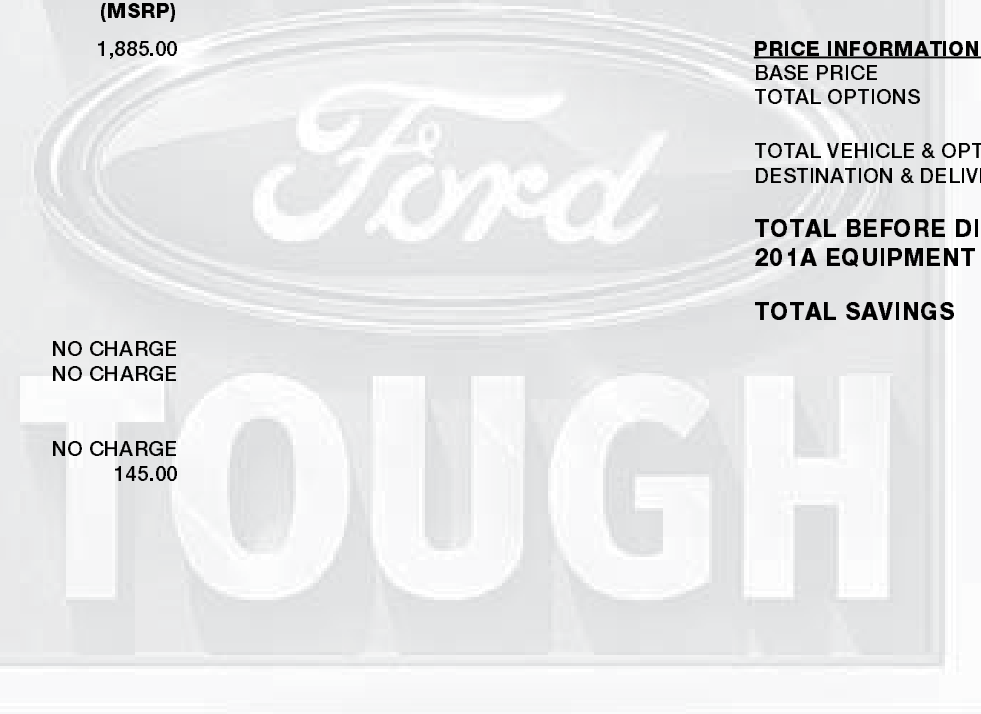 (MSRP)
1,885.00
NO CHARGE
NO CHARGE
NO CHARGE
145.00
PRICE INFORMATION
BASE PRICE
TOTAL OPTIONS
TOTAL VEHICLE & OPT
DESTINATION & DELIV
TOTAL BEFORE DI
201A EQUIPMENT
TOTAL SAVINGS
Ford
TOUGH